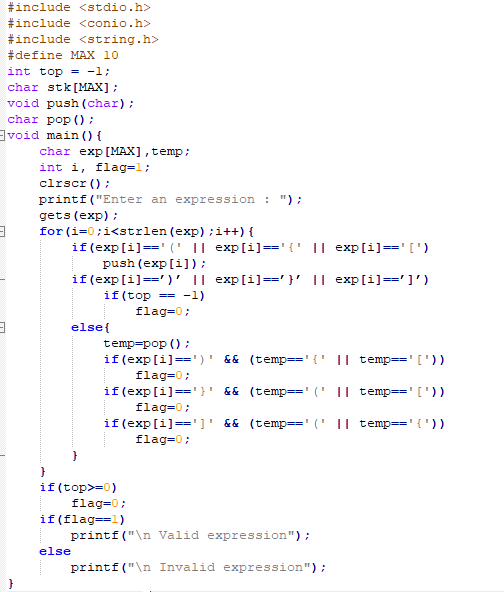 #include <stdio.h>
#include <conio.h>
#include <string.h>
#define MAX 10
int top = -1;
char stk[MAX];
void push(char);
char pop();
void main(){
    char exp[MAX],temp;
    int i, flag=1;
    clrscr();
    printf("Enter an expression : ");
    gets(exp);
    for(i=0;i<strlen(exp);i++){
        if(exp[i]=='(' || exp[i]=='{' || exp[i]=='[')
            push(exp[i]);
        if(exp[i]==’)’ || exp[i]==’}’ || exp[i]==’]’)
            if(top == -1)
                flag=0;
        else{
            temp=pop();
            if(exp[i]==')' && (temp=='{' || temp=='['))
                flag=0;
            if(exp[i]=='}' && (temp=='(' || temp=='['))
                flag=0;
            if(exp[i]==']' && (temp=='(' || temp=='{'))
                flag=0;
        }
    }
    if(top>=0)
        flag=0;
    if(flag==1)
        printf("\n Valid expression");
    else
        printf("\n Invalid expression");
}